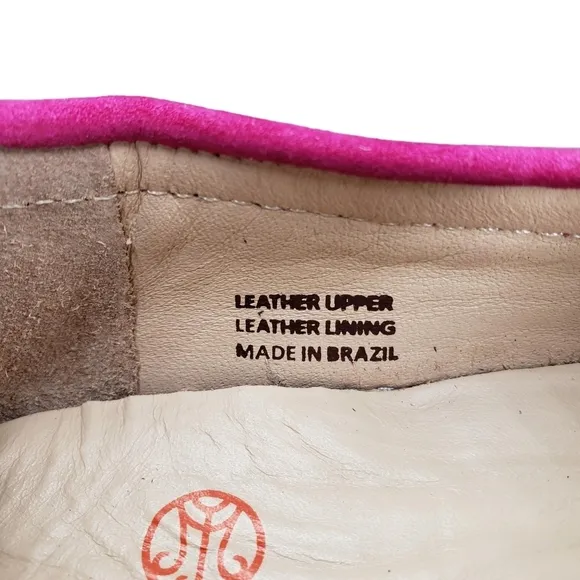 LEATHER UPPER
LEATHER LINING
MADE IN BRAZIL